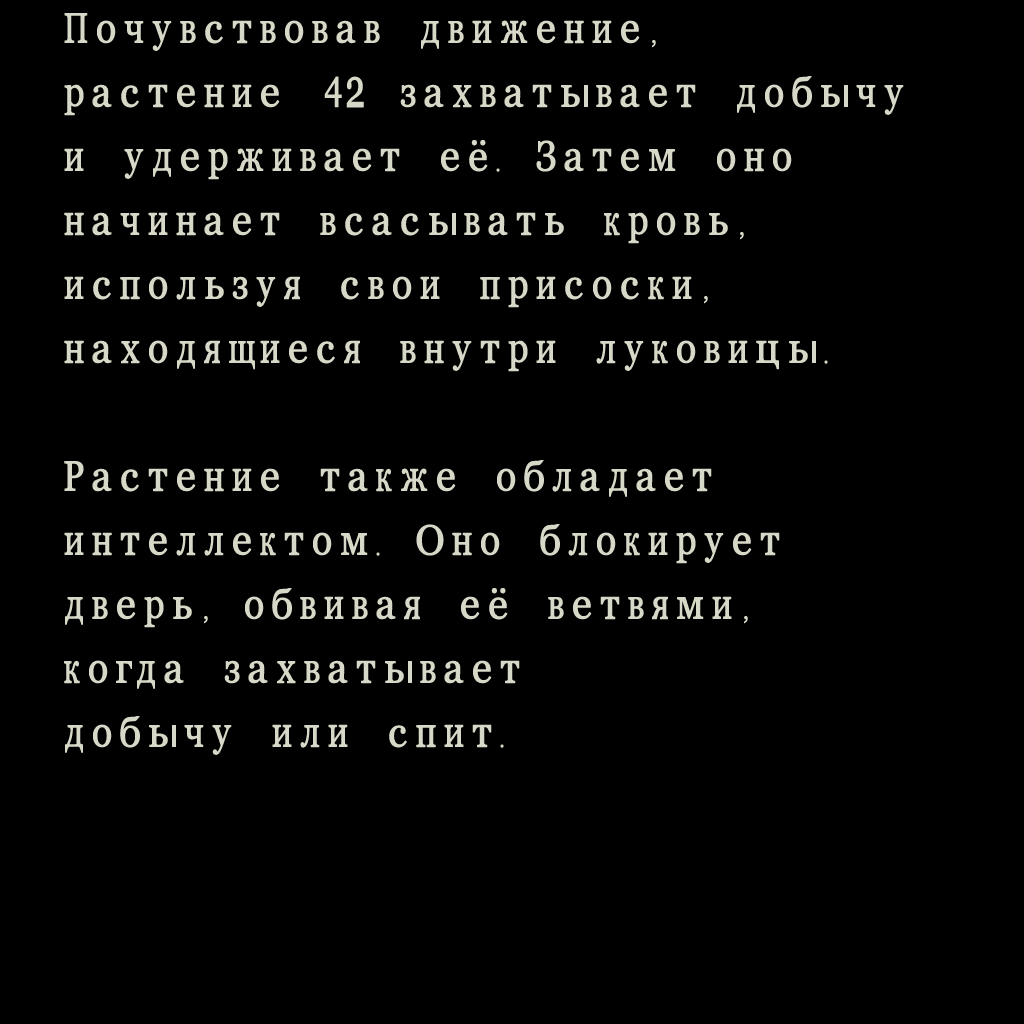 Почувствовав движение,
растение 42 захватывает добычу
и удерживает её. Затем оно
начинает всасывать кровь,
используя свои присоски,
находящиеся внутри луковицы.
Растение также обладает
интеллектом. Оно блокирует
дверь, обвивая её ветвями,
когда захватывает
добычу или спит.